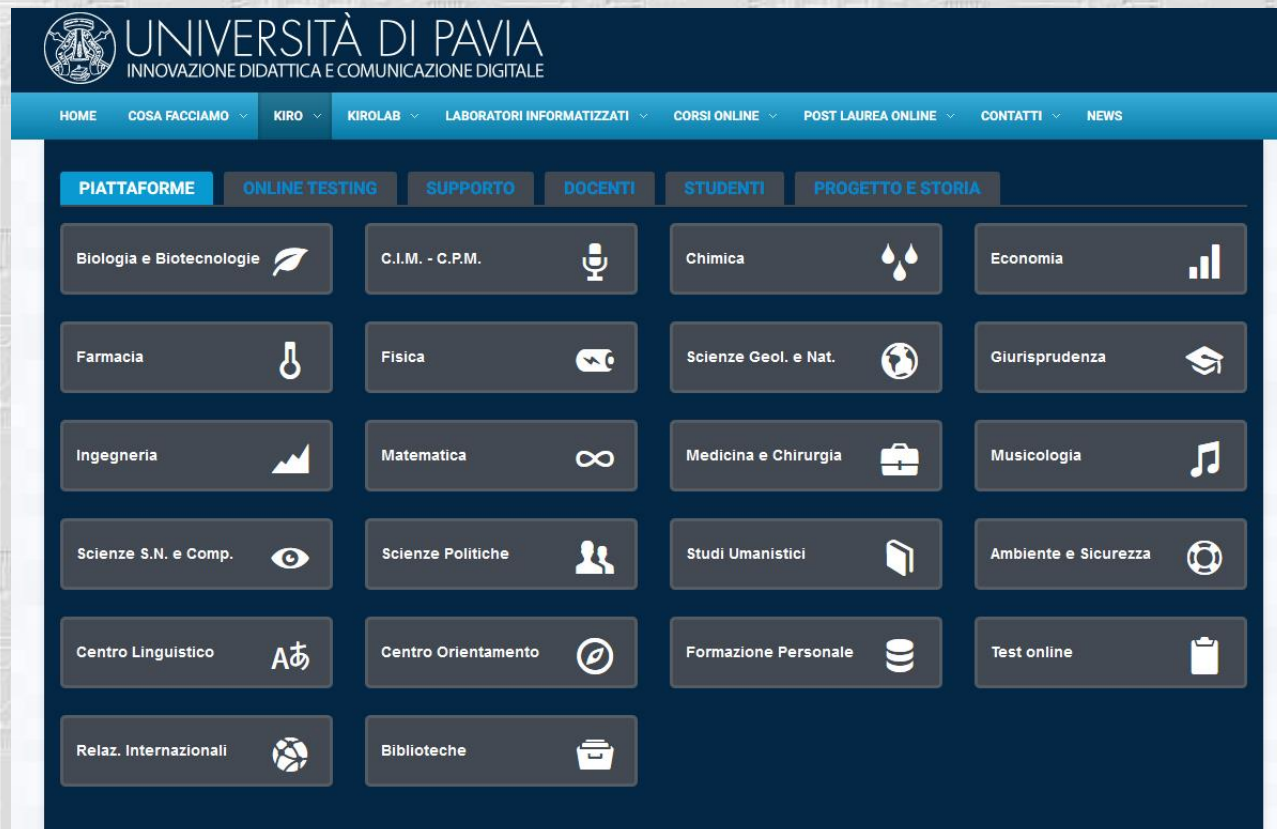 UNIVERSITÀ DI PAVIA
INNOVAZIONE DIDATTICA E COMUNICAZIONE DIGITALE
HOME COSA FACCIAMO KIRO KIROLAB LABORATORI INFORMATIZZATI CORSI ONLINE POST LAUREA ONLINE CONTATTI NEWS
PIATTAFORME ONLINE TESTING SUPPORTO DOCENTI STUDENTI PROGETTO E STORIA
Biologia e Biotecnologie C.I.M. - C.P.M. Chimica Economia
Farmacia Fisica Scienze Geol. e Nat. Giurisprudenza
Ingegneria Matematica Medicina e Chirurgia Musicologia
Scienze S.N. e Comp. Scienze Politiche Studi Umanistici Ambiente e Sicurezza
Centro Linguistico Aあ Centro Orientamento Formazione Personale Test online
Relaz. Internazionali Biblioteche